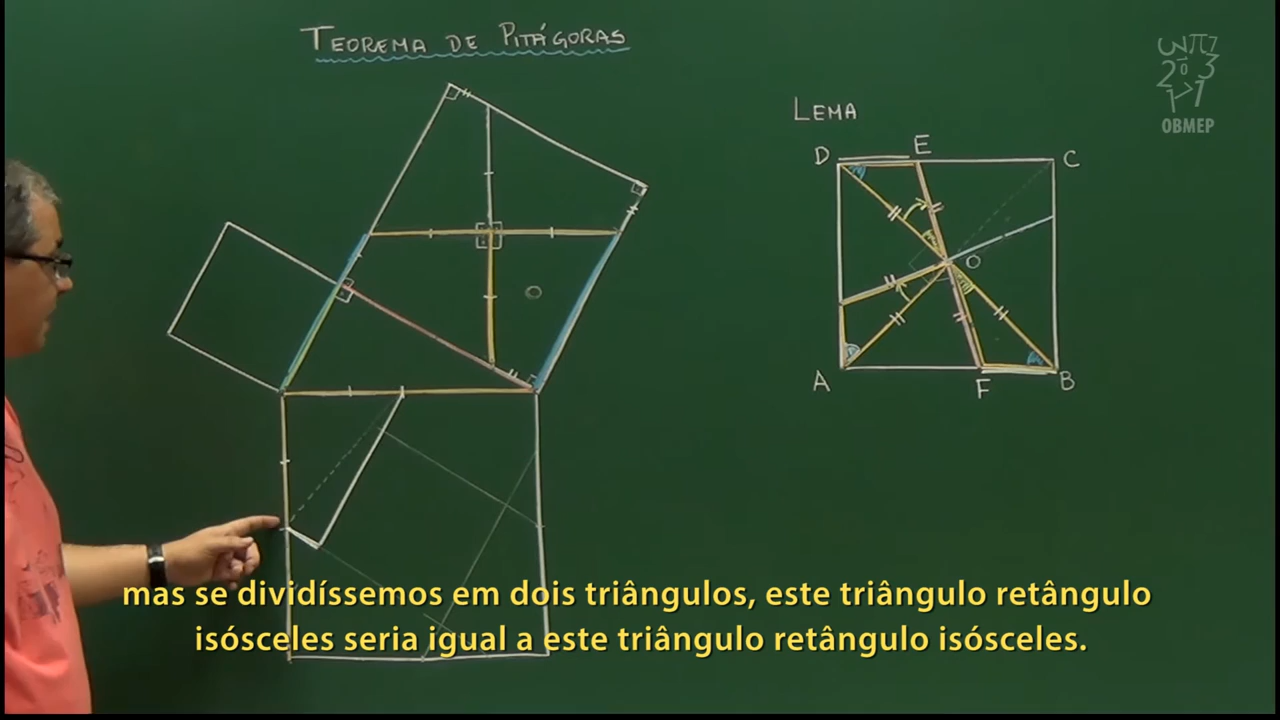 TEOREMA DE PITÁGORAS
LEMA
D E C
O
A F B
OBMEP
mas se dividíssemos em dois triângulos, este triângulo retângulo
isósceles seria igual a este triângulo retângulo isósceles.